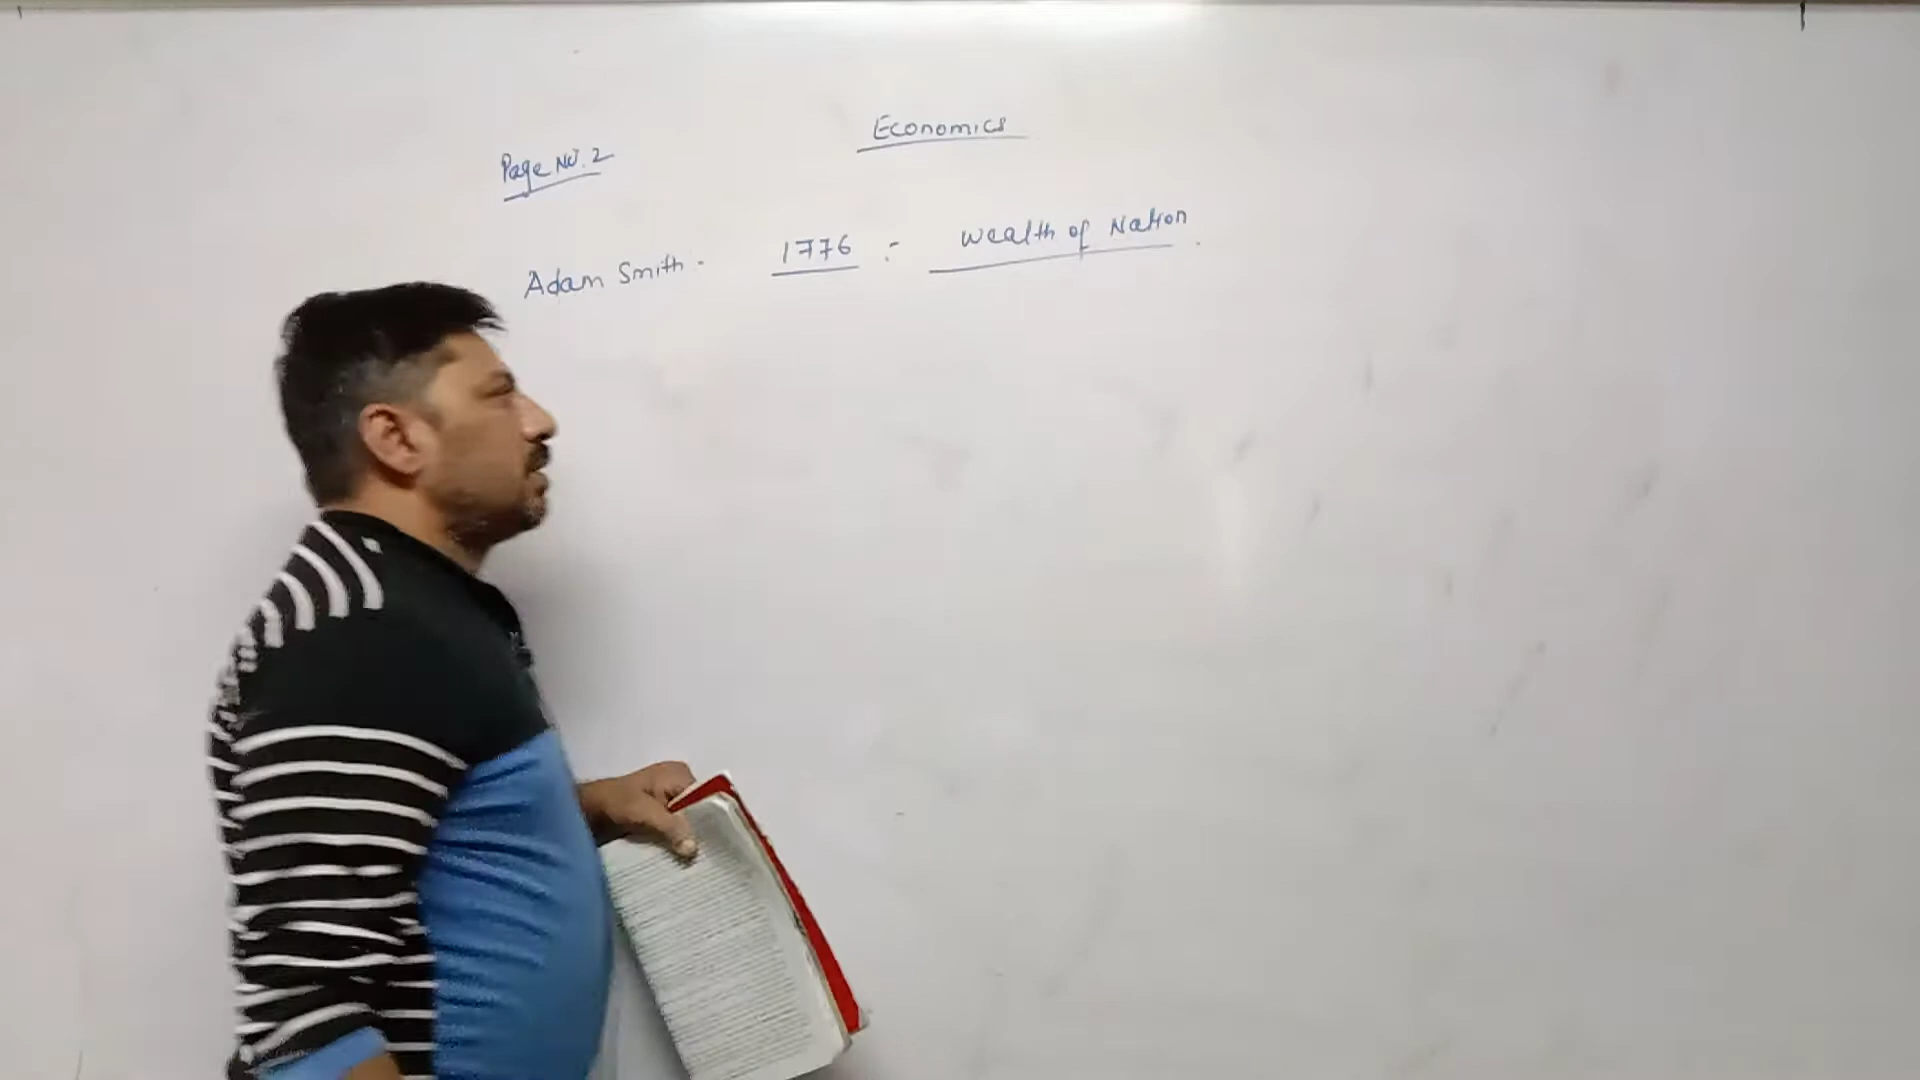 Economics
Page No. 2
Adam Smith - 1776 :- Wealth of Nation.